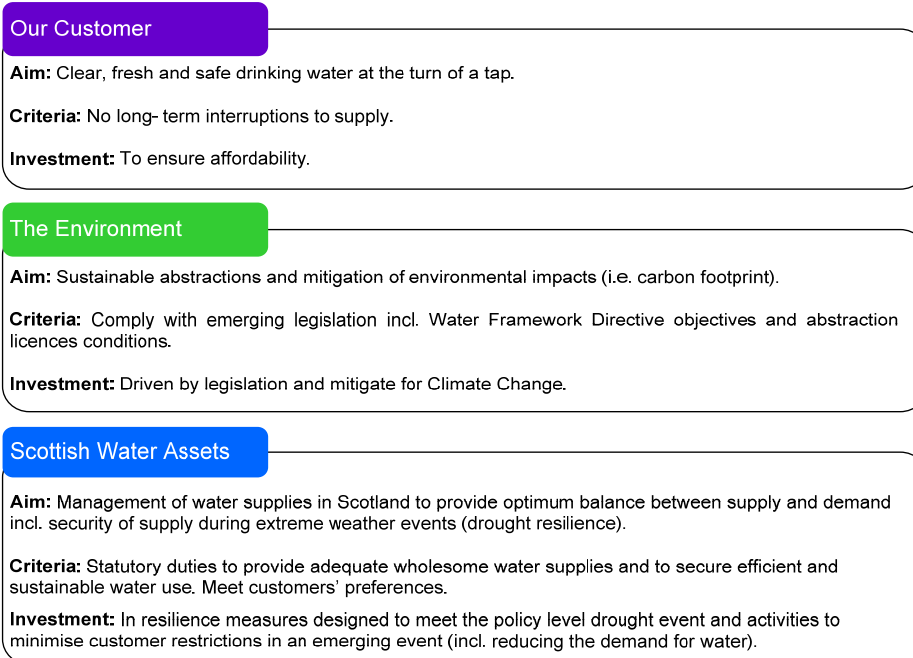 Our Customer
Aim: Clear, fresh and safe drinking water at the turn of a tap.
Criteria: No long- term interruptions to supply.
Investment: To ensure affordability.
The Environment
Aim: Sustainable abstractions and mitigation of environmental impacts (i.e. carbon footprint).
Criteria: Comply with emerging legislation incl. Water Framework Directive objectives and abstraction
licences conditions.
Investment: Driven by legislation and mitigate for Climate Change.
Scottish Water Assets
Aim: Management of water supplies in Scotland to provide optimum balance between supply and demand
incl. security of supply during extreme weather events (drought resilience).
Criteria: Statutory duties to provide adequate wholesome water supplies and to secure efficient and
sustainable water use. Meet customers’ preferences.
Investment: In resilience measures designed to meet the policy level drought event and activities to
minimise customer restrictions in an emerging event (incl. reducing the demand for water).